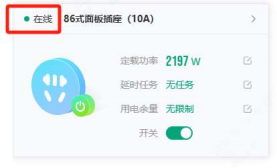 在线 86式面板插座（10A）
定载功率 2197 W
延时任务 无任务
用电余量 无限制
开关